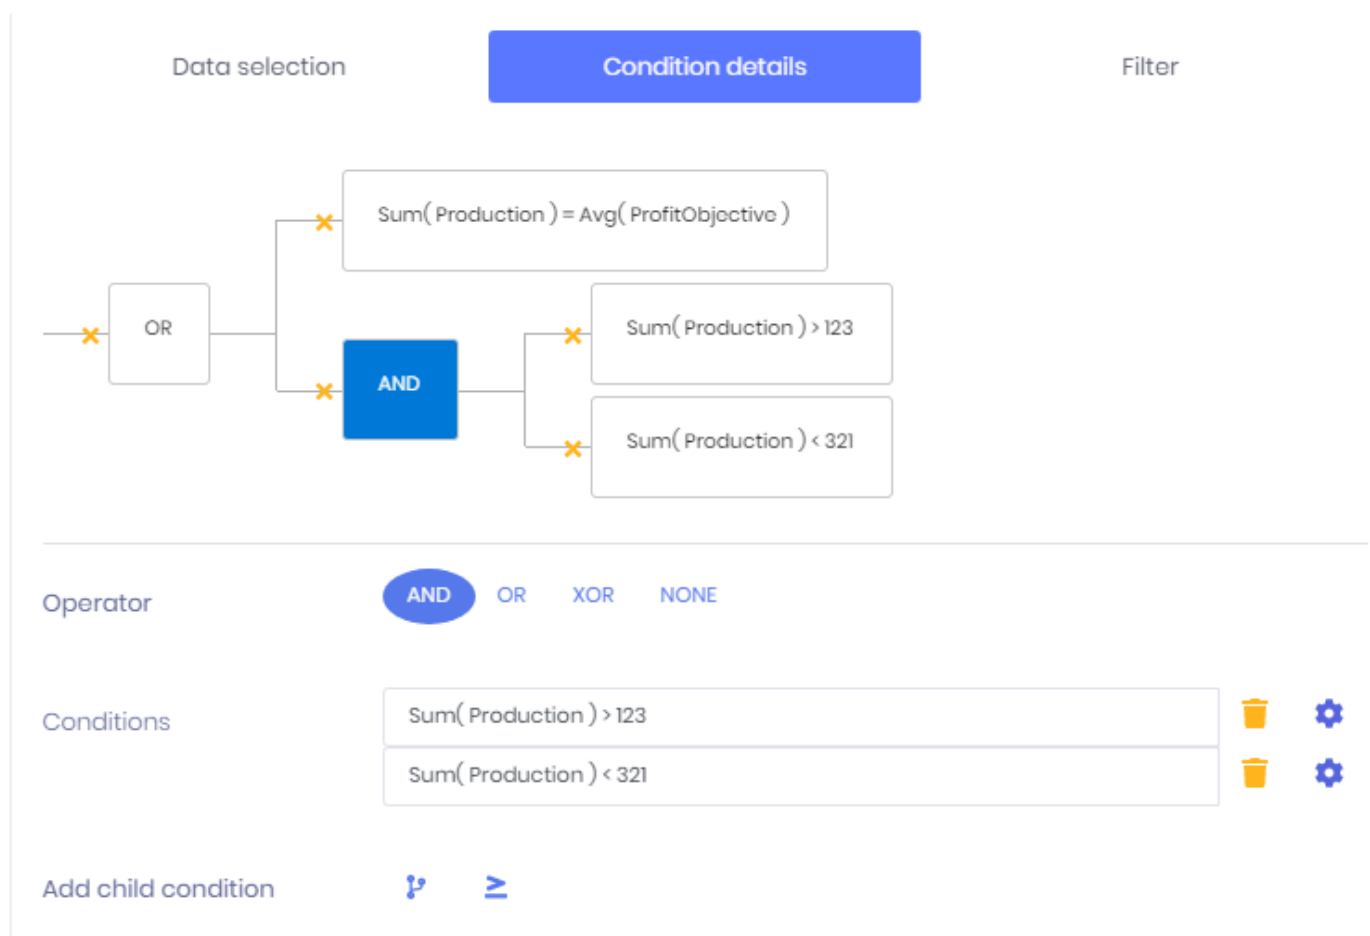 Data selection
Condition details
Filter
Sum( Production ) = Avg( ProfitObjective )
OR
Sum( Production ) > 123
AND
Sum( Production ) < 321
Operator
AND OR XOR NONE
Conditions
Sum( Production ) > 123
Sum( Production ) < 321
Add child condition